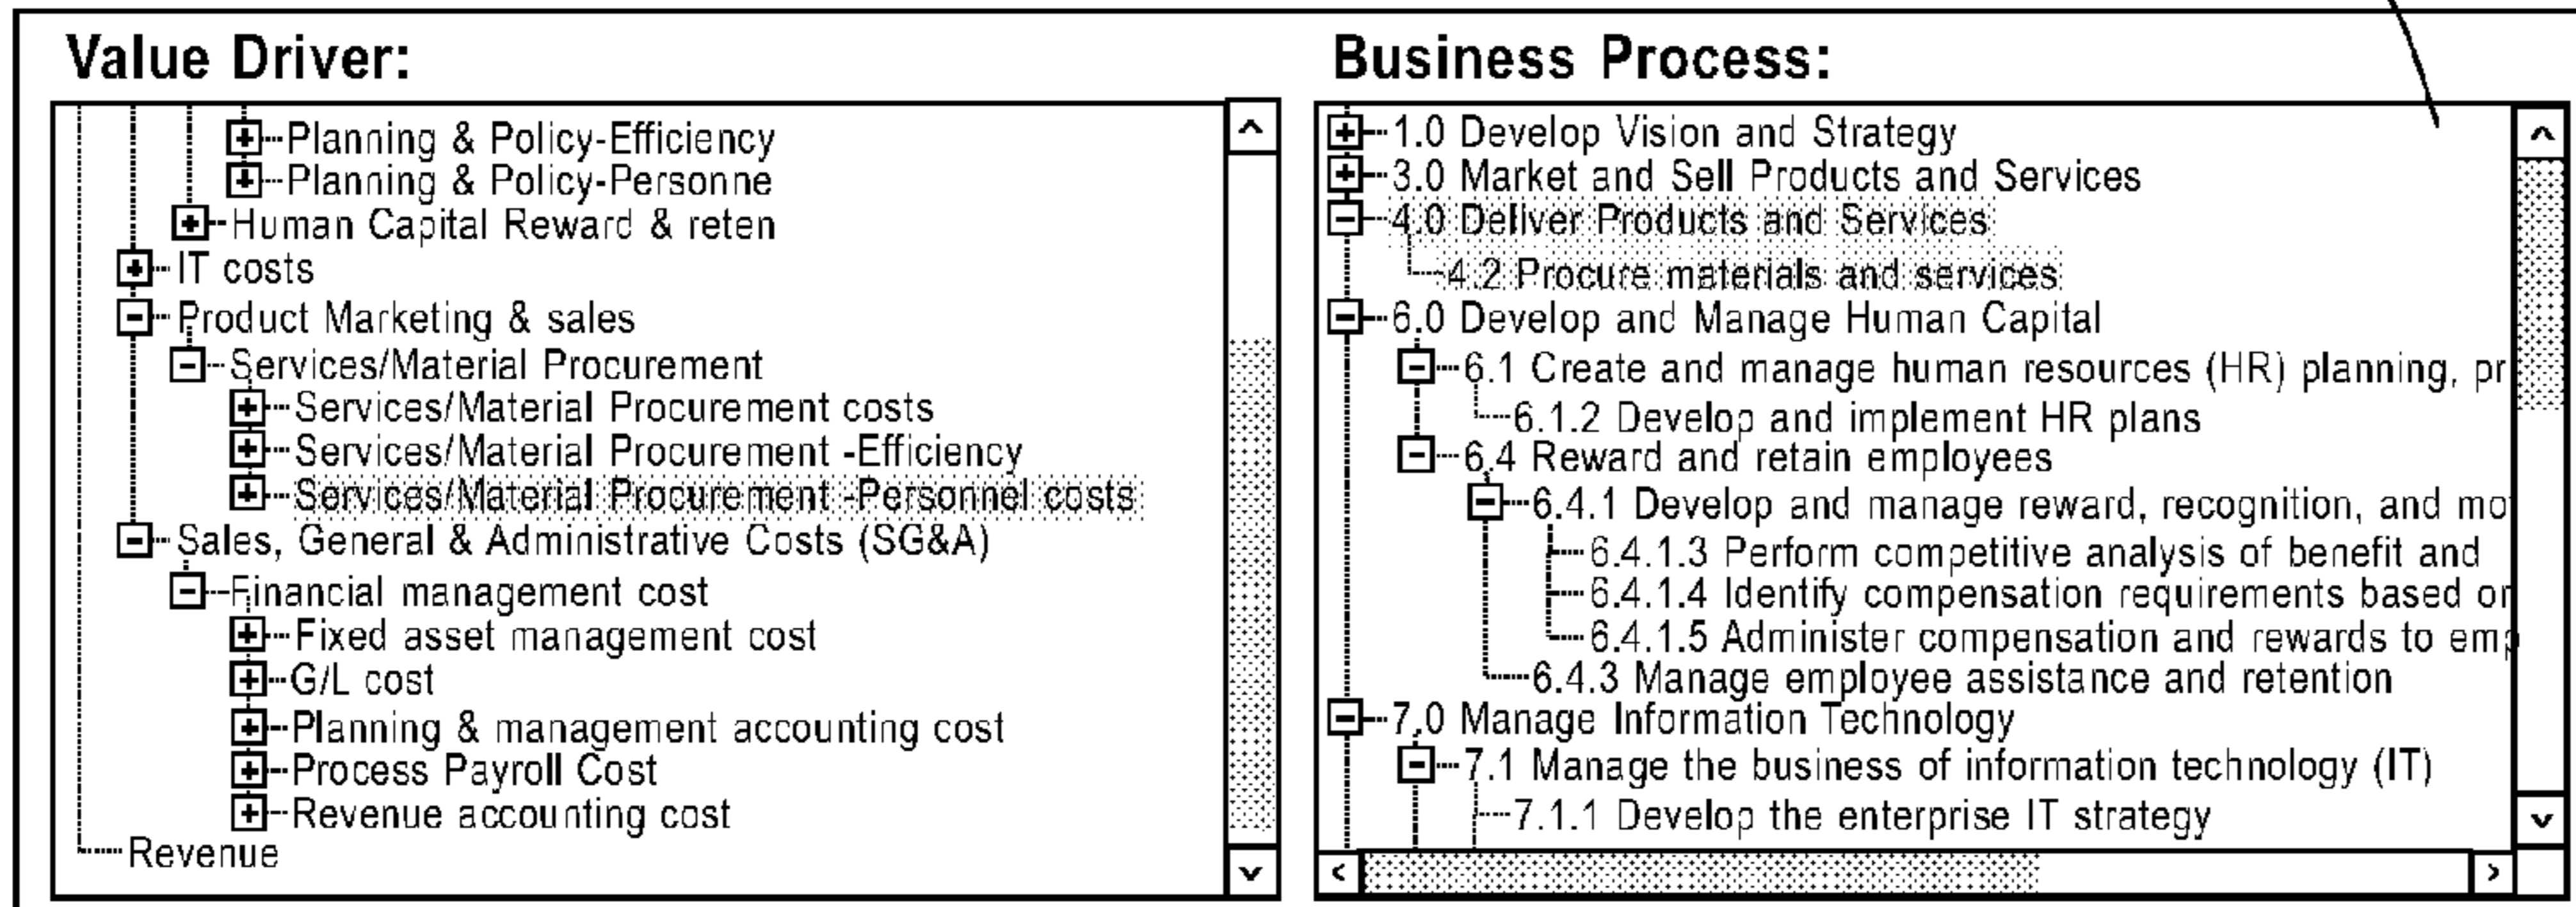 Value Driver:
Planning & Policy-Efficiency
Planning & Policy-Personne
Human Capital Reward & reten
IT costs
Product Marketing & sales
Services/Material Procurement
Services/Material Procurement costs
Services/Material Procurement -Efficiency
Services/Material Procurement -Personnel costs
Sales, General & Administrative Costs (SG&A)
Financial management cost
Fixed asset management cost
G/L cost
Planning & management accounting cost
Process Payroll Cost
Revenue accounting cost
Revenue
Business Process:
1.0 Develop Vision and Strategy
3.0 Market and Sell Products and Services
4.0 Deliver Products and Services
4.2 Procure materials and services
6.0 Develop and Manage Human Capital
6.1 Create and manage human resources (HR) planning, pr
6.1.2 Develop and implement HR plans
6.4 Reward and retain employees
6.4.1 Develop and manage reward, recognition, and mo
6.4.1.3 Perform competitive analysis of benefit and
6.4.1.4 Identify compensation requirements based or
6.4.1.5 Administer compensation and rewards to emp
6.4.3 Manage employee assistance and retention
7.0 Manage Information Technology
7.1 Manage the business of information technology (IT)
7.1.1 Develop the enterprise IT strategy